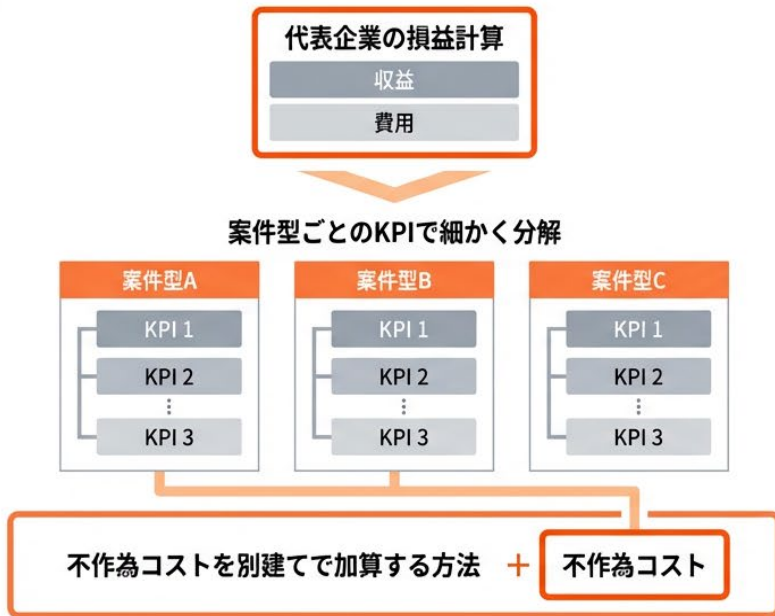 代表企業の損益計算
収益
費用
案件型ごとのKPIで細かく分解
案件型A
案件型B
案件型C
KPI 1
KPI 1
KPI 1
KPI 2
KPI 2
KPI 2
KPI 3
KPI 3
KPI 3
不作為コストを別建てで加算する方法 + 不作為コスト